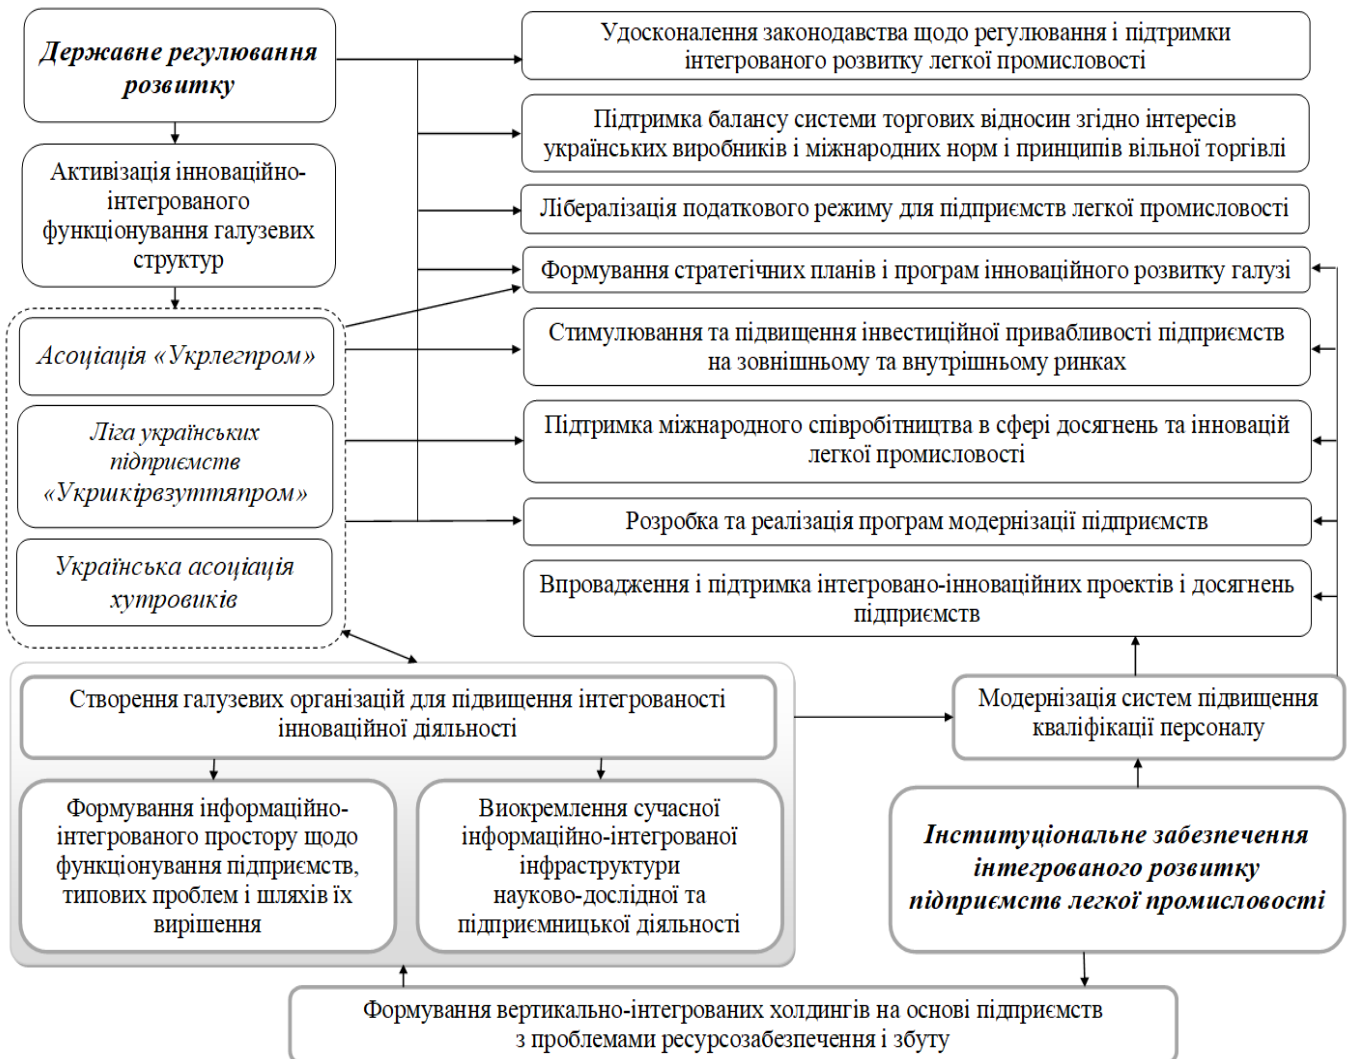 Державне регулювання
розвитку
Активізація інноваційно-
інтегрованого
функціонування галузевих
структур
Асоціація «Укрлегпром»
Ліга українських
підприємств
«Укршкірвзуттяпром»
Українська асоціація
хутровиків
Удосконалення законодавства щодо регулювання і підтримки
інтегрованого розвитку легкої промисловості
Підтримка балансу системи торгових відносин згідно інтересів
українських виробників і міжнародних норм і принципів вільної торгівлі
Лібералізація податкового режиму для підприємств легкої промисловості
Формування стратегічних планів і програм інноваційного розвитку галузі
Стимулювання та підвищення інвестиційної привабливості підприємств
на зовнішньому та внутрішньому ринках
Підтримка міжнародного співробітництва в сфері досягнень та інновацій
легкої промисловості
Розробка та реалізація програм модернізації підприємств
Впровадження і підтримка інтегровано-інноваційних проектів і досягнень
підприємств
Створення галузевих організацій для підвищення інтегрованості
інноваційної діяльності
Формування інформаційно-
інтегрованого простору щодо
функціонування підприємств,
типових проблем і шляхів їх
вирішення
Виокремлення сучасної
інформаційно-інтегрованої
інфраструктури
науково-дослідної та
підприємницької діяльності
Модернізація систем підвищення
кваліфікації персоналу
Інституціональне забезпечення
інтегрованого розвитку
підприємств легкої промисловості
Формування вертикально-інтегрованих холдингів на основі підприємств
з проблемами ресурсозабезпечення і збуту